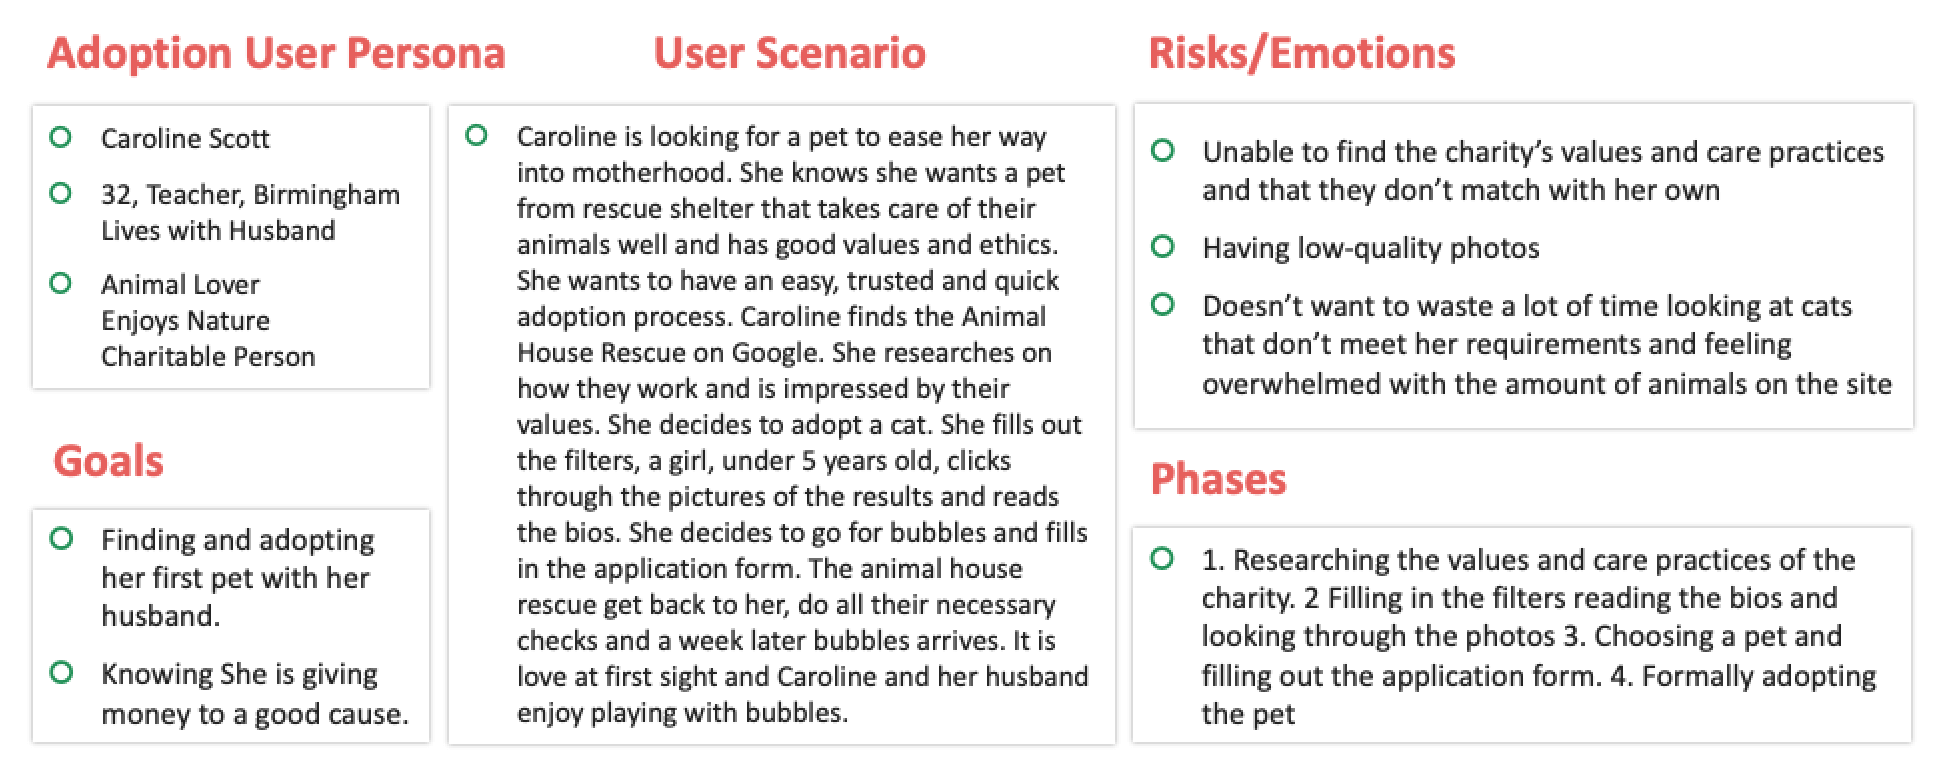 Adoption User Persona
Caroline Scott
32, Teacher, Birmingham
Lives with Husband
Animal Lover
Enjoys Nature
Charitable Person
Goals
Finding and adopting
her first pet with her
husband.
Knowing She is giving
money to a good cause.
User Scenario
Caroline is looking for a pet to ease her way
into motherhood. She knows she wants a pet
from rescue shelter that takes care of their
animals well and has good values and ethics.
She wants to have an easy, trusted and quick
adoption process. Caroline finds the Animal
House Rescue on Google. She researches on
how they work and is impressed by their
values. She decides to adopt a cat. She fills out
the filters, a girl, under 5 years old, clicks
through the pictures of the results and reads
the bios. She decides to go for bubbles and fills
in the application form. The animal house
rescue get back to her, do all their necessary
checks and a week later bubbles arrives. It is
love at first sight and Caroline and her husband
enjoy playing with bubbles.
Risks/Emotions
Unable to find the charity’s values and care practices
and that they don’t match with her own
Having low-quality photos
Doesn’t want to waste a lot of time looking at cats
that don’t meet her requirements and feeling
overwhelmed with the amount of animals on the site
Phases
1. Researching the values and care practices of the
charity. 2 Filling in the filters reading the bios and
looking through the photos 3. Choosing a pet and
filling out the application form. 4. Formally adopting
the pet